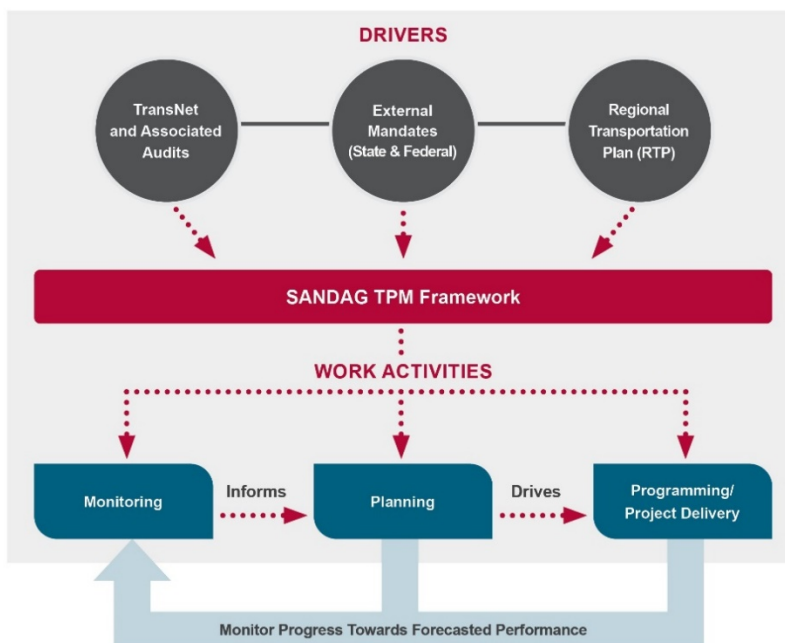 DRIVERS
TransNet
and Associated
Audits
External
Mandates
(State & Federal)
Regional
Transportation
Plan (RTP)
SANDAG TPM Framework
WORK ACTIVITIES
Monitoring
Informs
Planning
Drives
Programming/
Project Delivery
Monitor Progress Towards Forecasted Performance